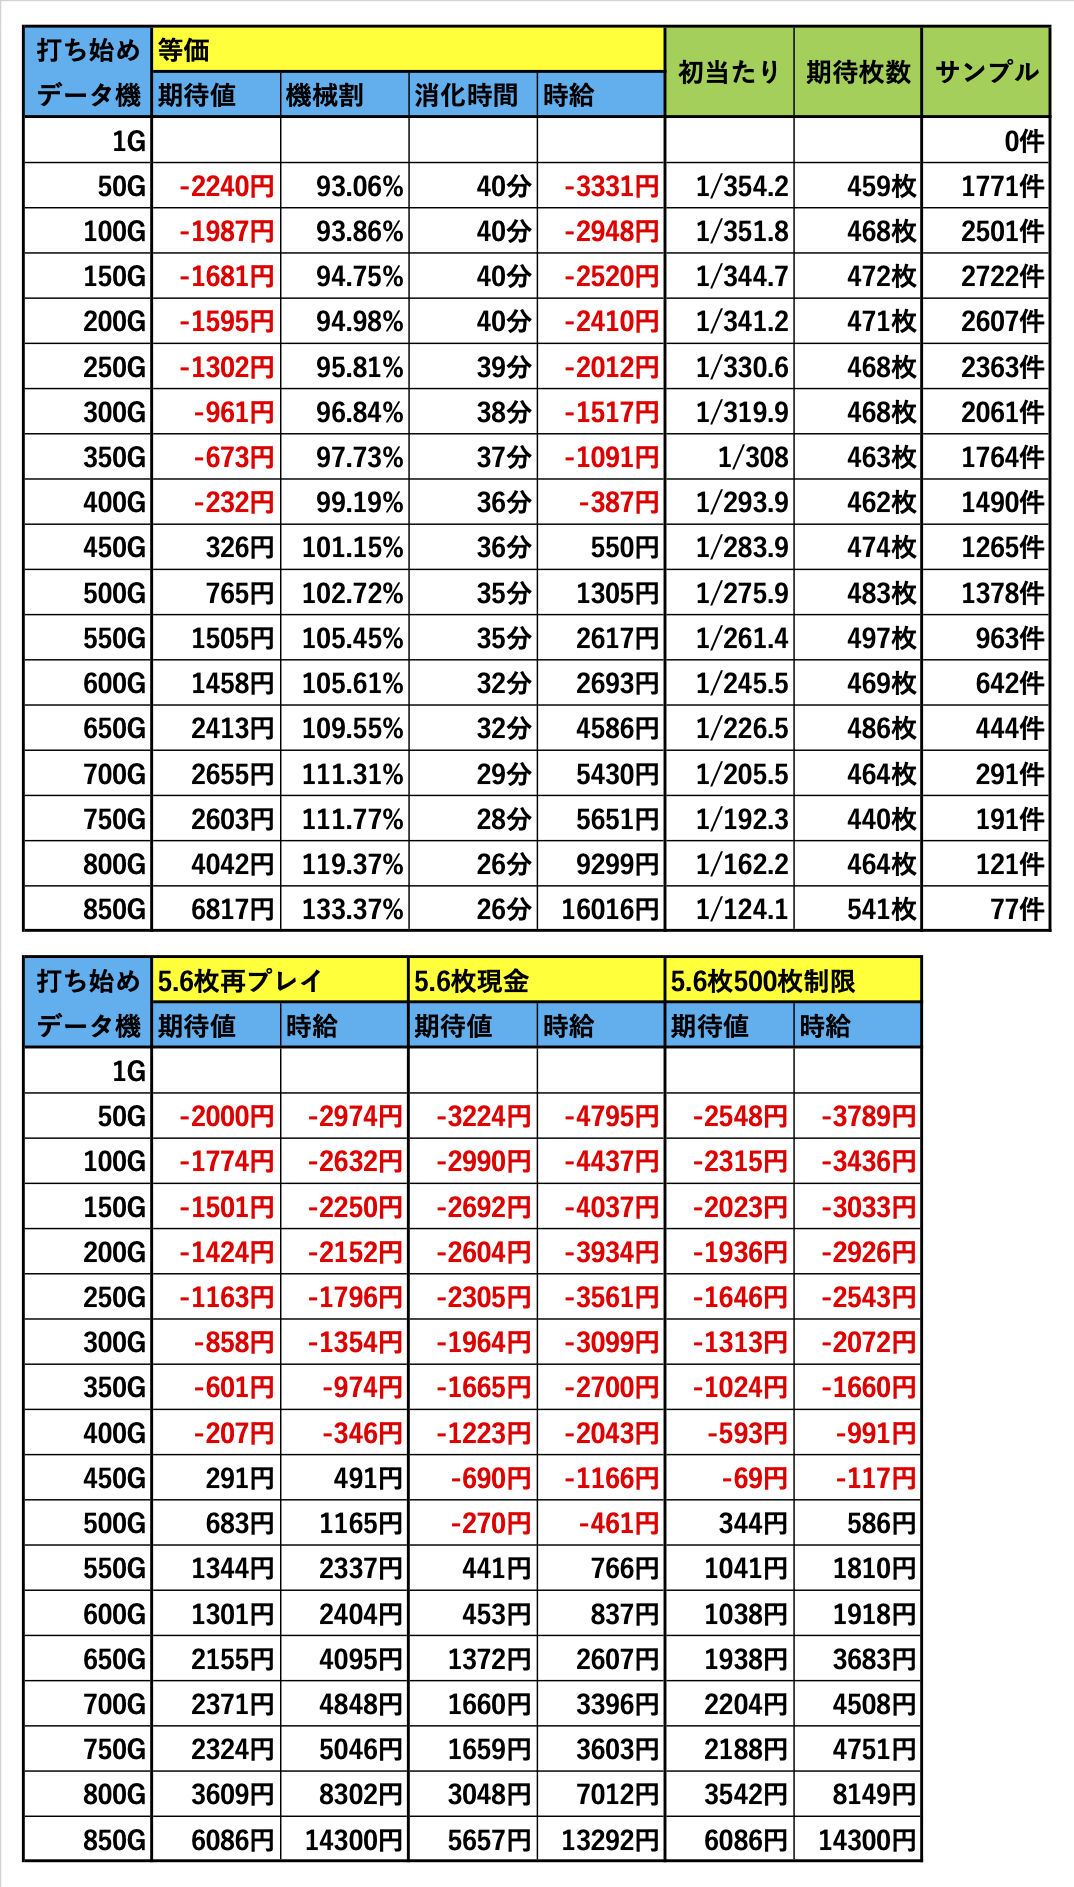 打ち始め 等価 初当たり 期待枚数 サンプル
データ機 期待値 機械割 消化時間 時給
1G 0件
50G -2240円 93.06% 40分 -3331円 1/354.2 459枚 1771件
100G -1987円 93.86% 40分 -2948円 1/351.8 468枚 2501件
150G -1681円 94.75% 40分 -2520円 1/344.7 472枚 2722件
200G -1595円 94.98% 40分 -2410円 1/341.2 471枚 2607件
250G -1302円 95.81% 39分 -2012円 1/330.6 468枚 2363件
300G -961円 96.84% 38分 -1517円 1/319.9 468枚 2061件
350G -673円 97.73% 37分 -1091円 1/308 463枚 1764件
400G -232円 99.19% 36分 -387円 1/293.9 462枚 1490件
450G 326円 101.15% 36分 550円 1/283.9 474枚 1265件
500G 765円 102.72% 35分 1305円 1/275.9 483枚 1378件
550G 1505円 105.45% 35分 2617円 1/261.4 497枚 963件
600G 1458円 105.61% 32分 2693円 1/245.5 469枚 642件
650G 2413円 109.55% 32分 4586円 1/226.5 486枚 444件
700G 2655円 111.31% 29分 5430円 1/205.5 464枚 291件
750G 2603円 111.77% 28分 5651円 1/192.3 440枚 191件
800G 4042円 119.37% 26分 9299円 1/162.2 464枚 121件
850G 6817円 133.37% 26分 16016円 1/124.1 541枚 77件
打ち始め 5.6枚再プレイ 5.6枚現金 5.6枚500枚制限
データ機 期待値 時給 期待値 時給 期待値 時給
1G
50G -2000円 -2974円 -3224円 -4795円 -2548円 -3789円
100G -1774円 -2632円 -2990円 -4437円 -2315円 -3436円
150G -1501円 -2250円 -2692円 -4037円 -2023円 -3033円
200G -1424円 -2152円 -2604円 -3934円 -1936円 -2926円
250G -1163円 -1796円 -2305円 -3561円 -1646円 -2543円
300G -858円 -1354円 -1964円 -3099円 -1313円 -2072円
350G -601円 -974円 -1665円 -2700円 -1024円 -1660円
400G -207円 -346円 -1223円 -2043円 -593円 -991円
450G 291円 491円 -690円 -1166円 -69円 -117円
500G 683円 1165円 -270円 -461円 344円 586円
550G 1344円 2337円 441円 766円 1041円 1810円
600G 1301円 2404円 453円 837円 1038円 1918円
650G 2155円 4095円 1372円 2607円 1938円 3683円
700G 2371円 4848円 1660円 3396円 2204円 4508円
750G 2324円 5046円 1659円 3603円 2188円 4751円
800G 3609円 8302円 3048円 7012円 3542円 8149円
850G 6086円 14300円 5657円 13292円 6086円 14300円